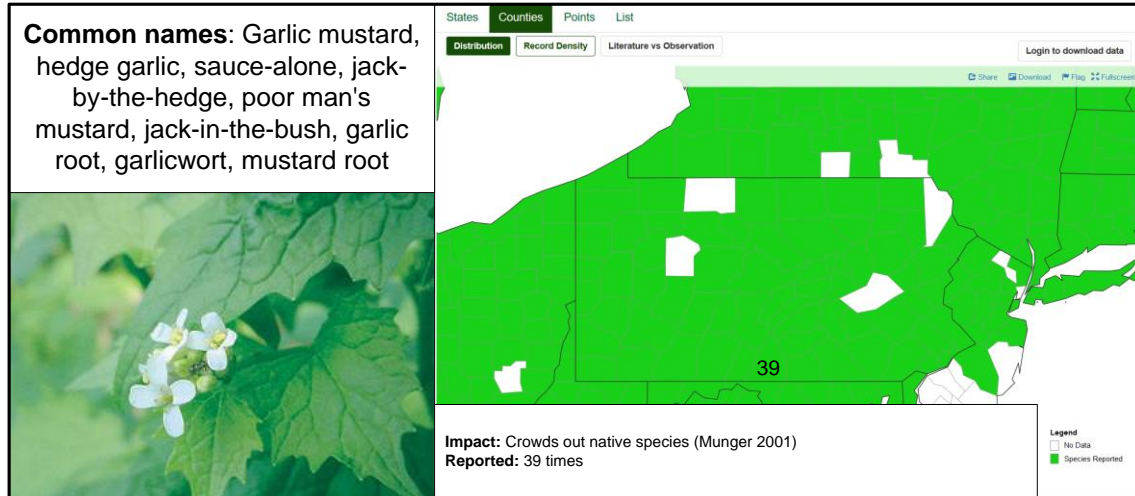 Common names: Garlic mustard,
hedge garlic, sauce-alone, jack-
by-the-hedge, poor man's
mustard, jack-in-the-bush, garlic
root, garlicwort, mustard root
States Counties Points List
Distribution Record Density Literature vs Observation
Login to download data
Share Download Flag Fullscreen
39
Impact: Crowds out native species (Munger 2001)
Reported: 39 times
Legend
No Data
Species Reported